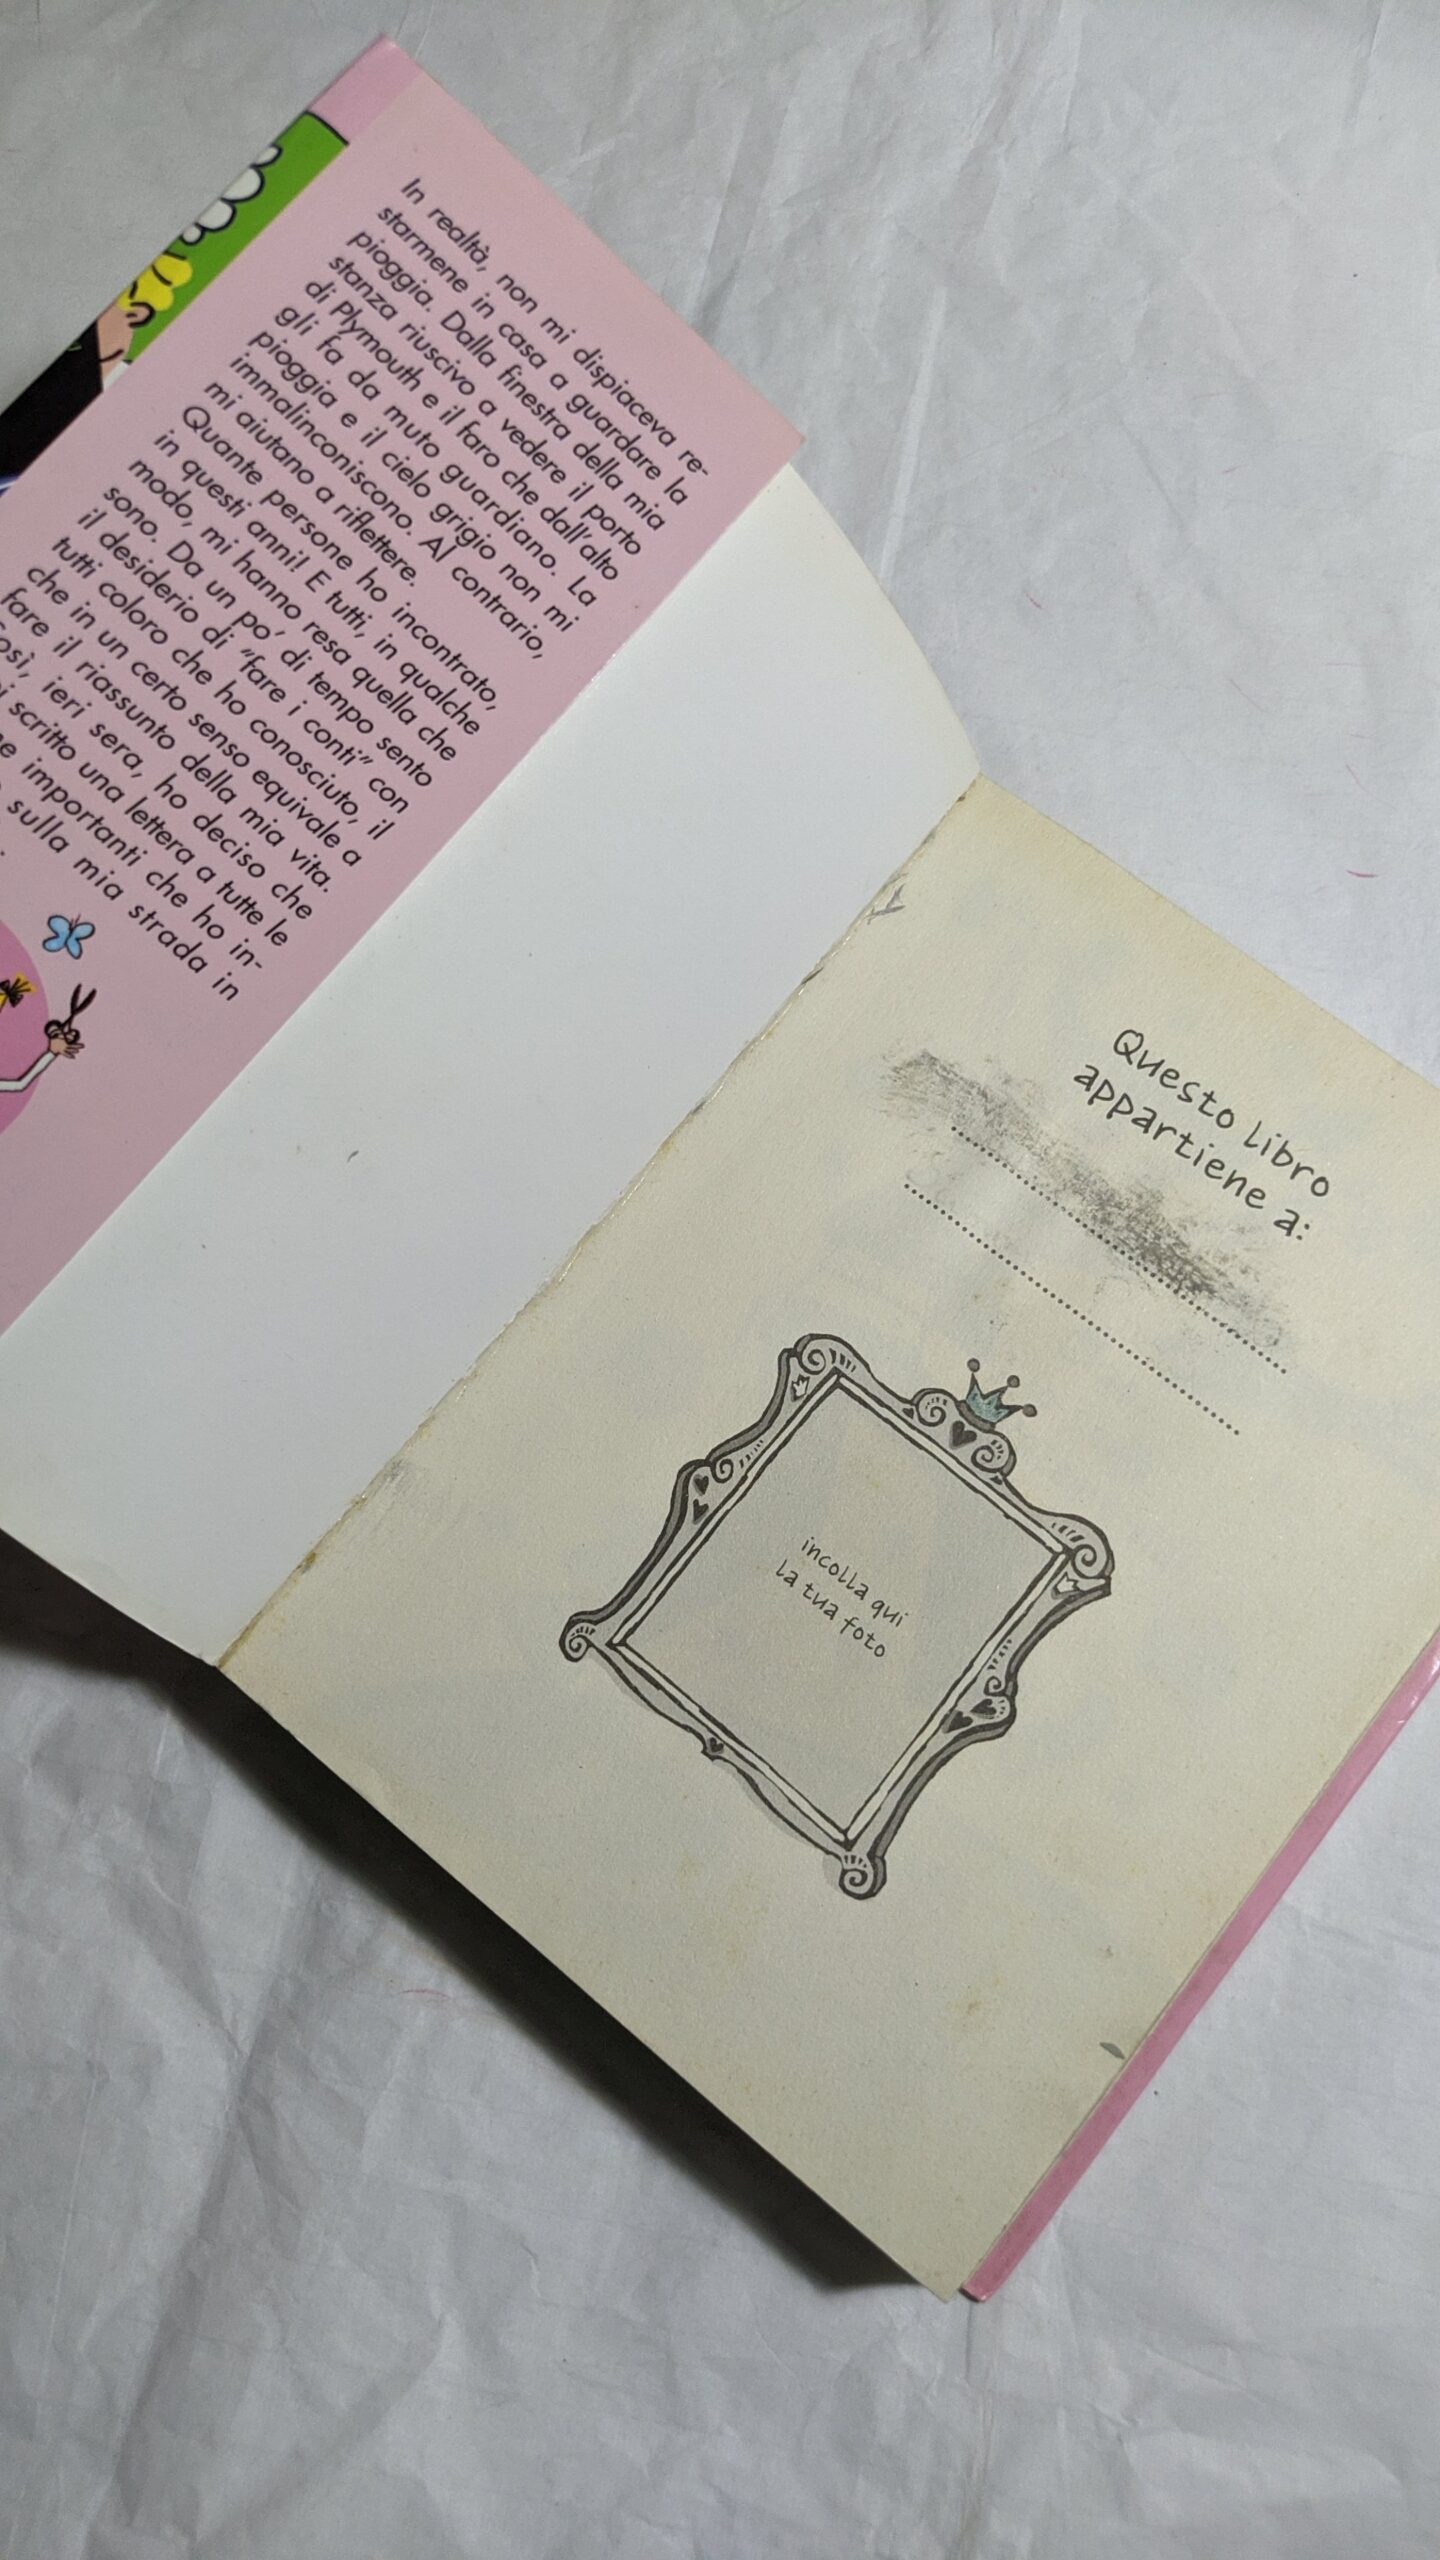 In realtà, non mi dispiaceva re-
starmene in casa a guardare la
pioggia. Dalla finestra della mia
stanza riuscivo a vedere il porto
di Plymouth e il faro che dall'alto
gli fa da muto guardiano. La
pioggia e il cielo grigio non mi
immalinconiscono. Al contrario,
mi aiutano a riflettere.
Quante persone ho incontrato,
in questi anni! E tutti, in qualche
modo, mi hanno resa quella che
sono. Da un po' di tempo sento
il desiderio di "fare i conti" con
tutti coloro che ho conosciuto, il
che in un certo senso equivale a
fare il riassunto della mia vita.
Così, ieri sera, ho deciso che
scritto una lettera a tutte le
importanti che ho in-
sulla mia strada in
Questo libro
appartiene a:
incolla qui
la tua foto